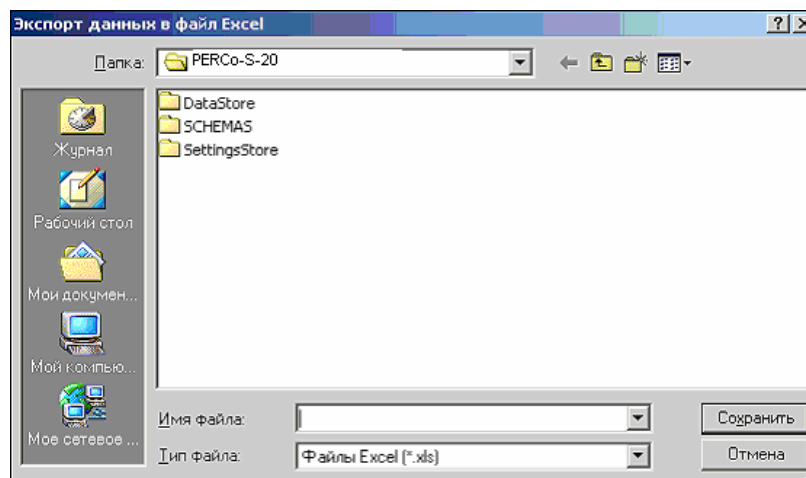 Экспорт данных в файл Excel
Папка: PERCo-S-20
DataStore
SCHEMAS
SettingsStore
Журнал
Рабочий стол
Мои докумен...
Мой компью...
Мое сетевое ...
Имя файла:
Сохранить
Тип файла: Файлы Excel (*.xls)
Отмена